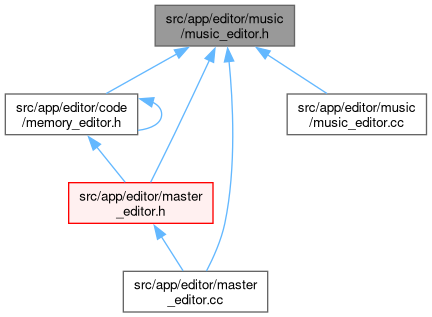 src/app/editor/music
/music_editor.h
src/app/editor/code
/memory_editor.h
src/app/editor/music
/music_editor.cc
src/app/editor/master
_editor.h
src/app/editor/master
_editor.cc